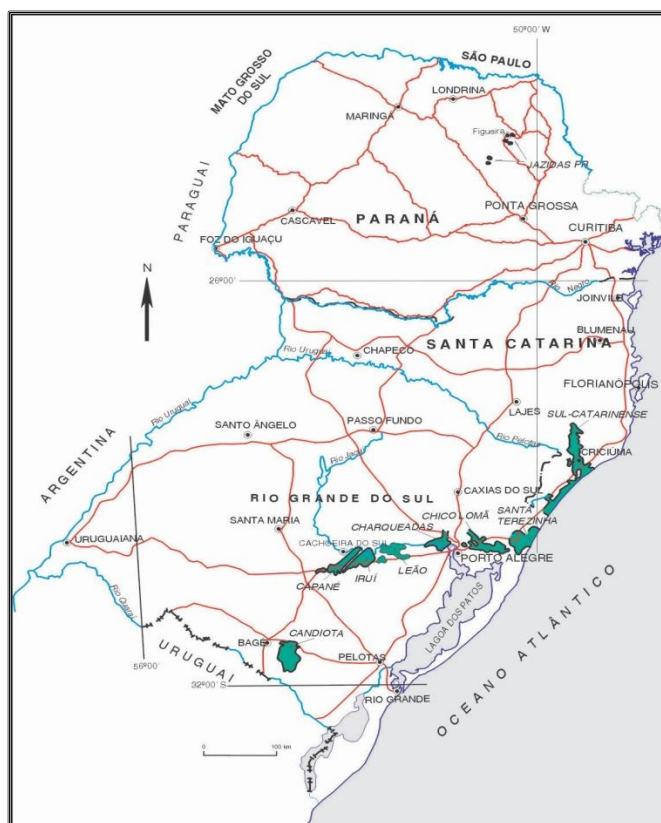 50°00' W
SÃO PAULO
MATO GROSSO
DO SUL
LONDRINA
MARINGÁ
Figueira
JAZIDAS PR
PARAGUAI
PONTA GROSSA
CASCAVEL
PARANÁ
CURITIBA
FOZ DO IGUAÇU
N
26°00'
Rio Negro
JOINVILE
BLUMENAU
SANTA CATARINA
Rio Uruguai
CHAPECÓ
FLORIANÓPOLIS
LAJES
SUL-CATARINENSE
Rio Uruguai
SANTO ÂNGELO
PASSO FUNDO
Rio Pelotas
CRICIÚMA
ARGENTINA
Rio Jacuí
RIO GRANDE DO SUL
CAXIAS DO SUL
SANTA
TEREZINHA
CHICO LOMÃ
SANTA MARIA
CHARQUEADAS
URUGUAIANA
CACHOEIRA DO SUL
PORTO ALEGRE
LEÃO
IRUÍ
CAPANÉ
Rio Quaraí
LAGOA DOS PATOS
OCEANO ATLÂNTICO
BAGÉ
CANDIOTA
56°00'
URUGUAI
PELOTAS
32°00' S
RIO GRANDE
0
100 km